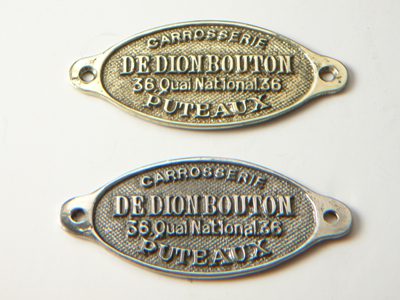 CARROSSERIE
DE DION BOUTON
36, Quai National.36
PUTEAUX
CARROSSERIE
DE DION BOUTON
36, Quai National.36
PUTEAUX